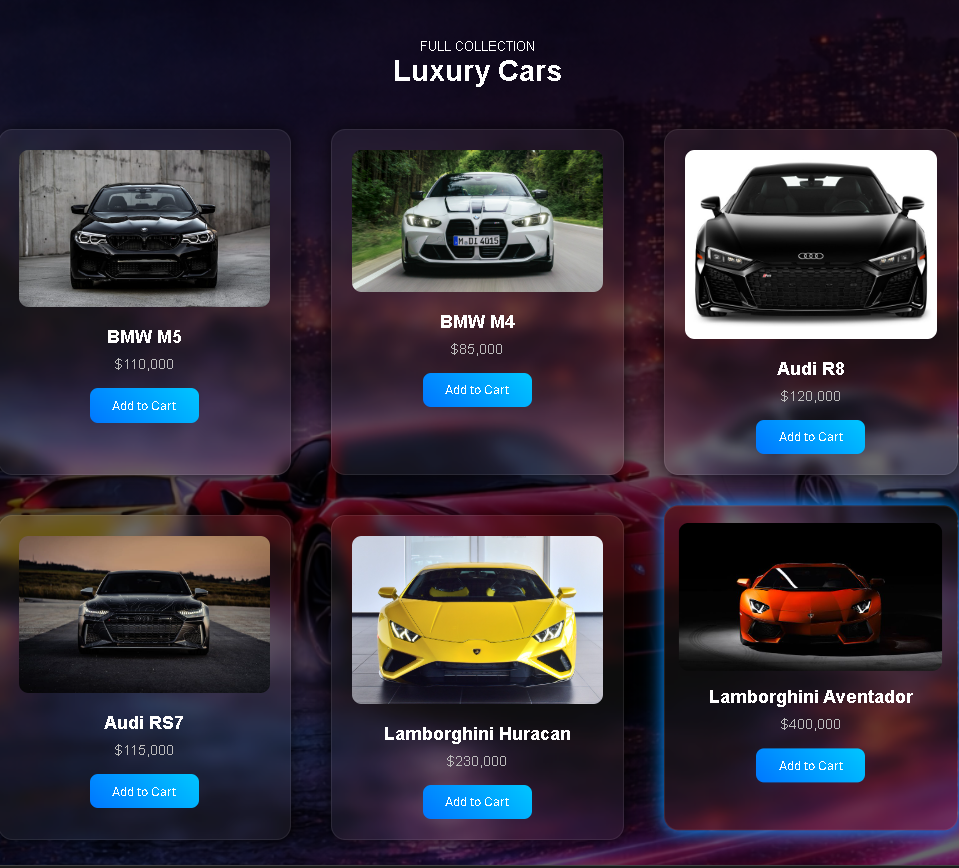 FULL COLLECTION
Luxury Cars
M DI 4015
BMW M5
$110,000
Add to Cart
BMW M4
$85,000
Add to Cart
Audi R8
$120,000
Add to Cart
Audi RS7
$115,000
Add to Cart
Lamborghini Huracan
$230,000
Add to Cart
Lamborghini Aventador
$400,000
Add to Cart